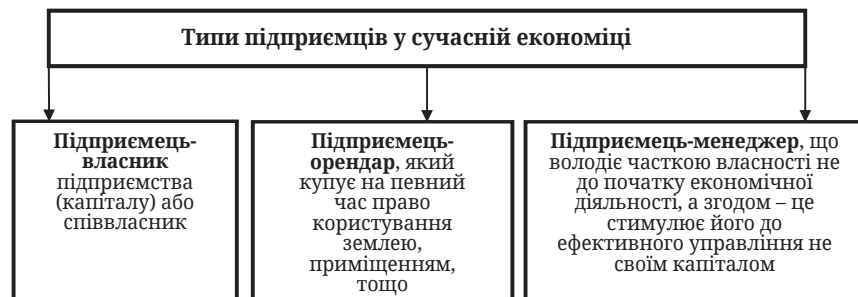 Типи підприємців у сучасній економіці
Підприємець-
власник
підприємства
(капіталу) або
співвласник
Підприємець-
орендар, який
купує на певний
час право
користування
землею,
приміщенням,
тощо
Підприємець-менеджер, що
володіє часткою власності не
до початку економічної
діяльності, а згодом – це
стимулює його до
ефективного управління не
своїм капіталом